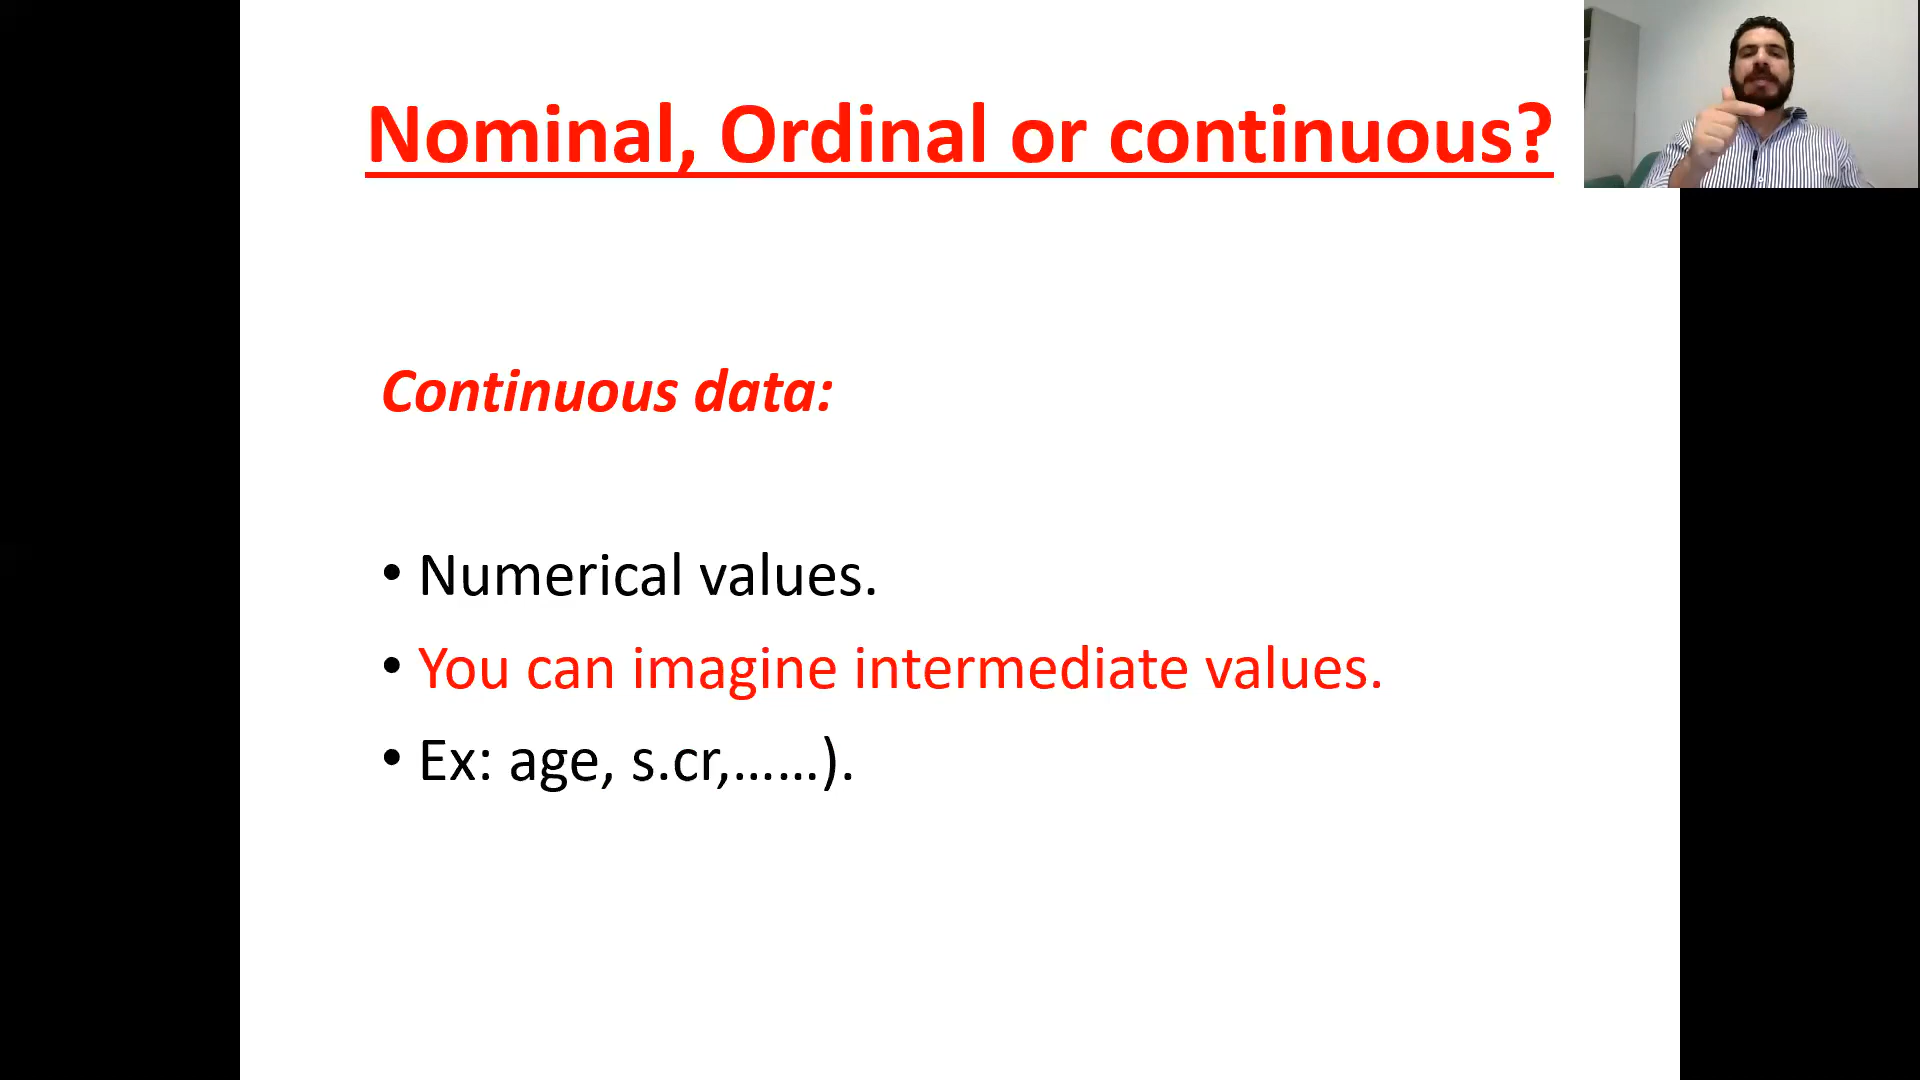 Nominal, Ordinal or continuous?
Continuous data:
• Numerical values.
• You can imagine intermediate values.
• Ex: age, s.cr,......).